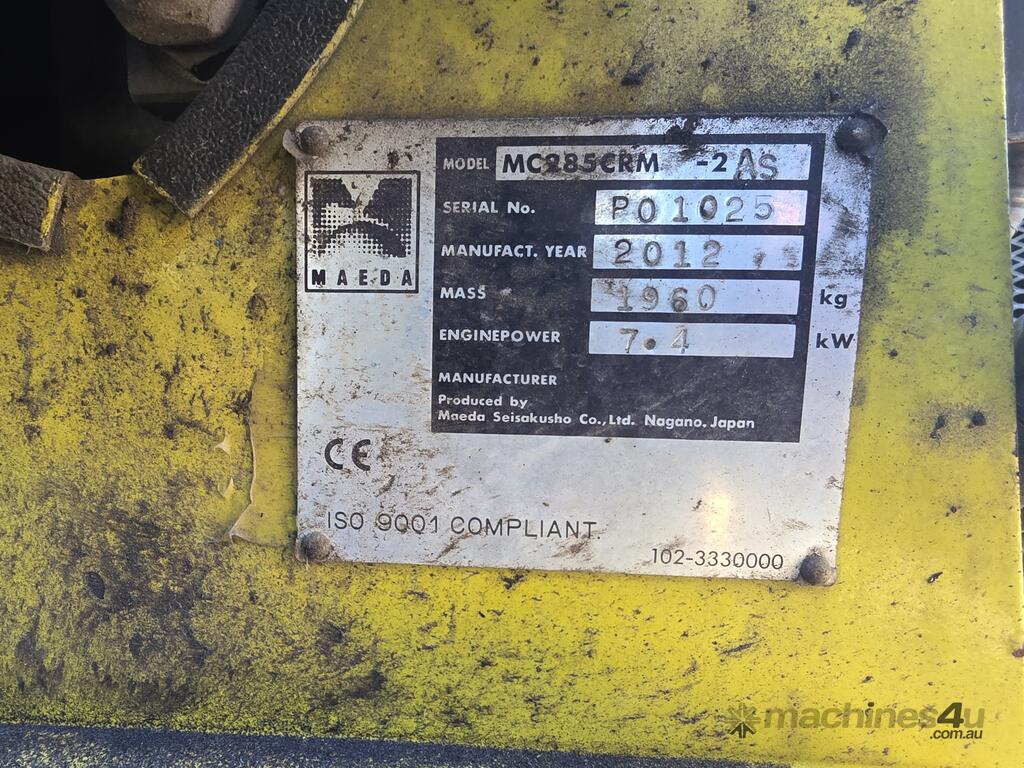 MODEL MC285CRM -2AS
SERIAL No. P01025
MANUFACT. YEAR 2012
MAEDA
MASS 1960 kg
ENGINEPOWER 7.4 kW
MANUFACTURER
Produced by
Maeda Seisakusho Co.,Ltd. Nagano. Japan
CE
ISO 9001 COMPLIANT.
102-3330000
machines4u
.com.au